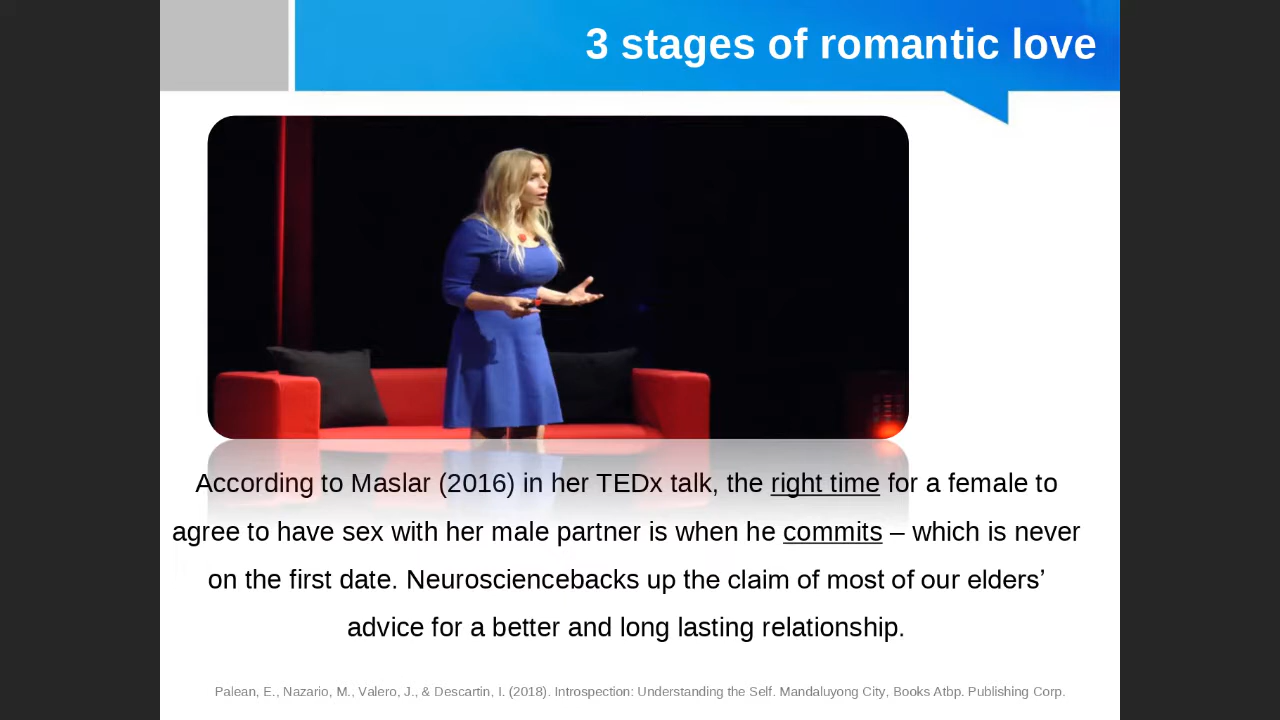 3 stages of romantic love
According to Maslar (2016) in her TEDx talk, the right time for a female to
agree to have sex with her male partner is when he commits – which is never
on the first date. Neurosciencebacks up the claim of most of our elders’
advice for a better and long lasting relationship.
Palean, E., Nazario, M., Valero, J., & Descartin, I. (2018). Introspection: Understanding the Self. Mandaluyong City, Books Atbp. Publishing Corp.